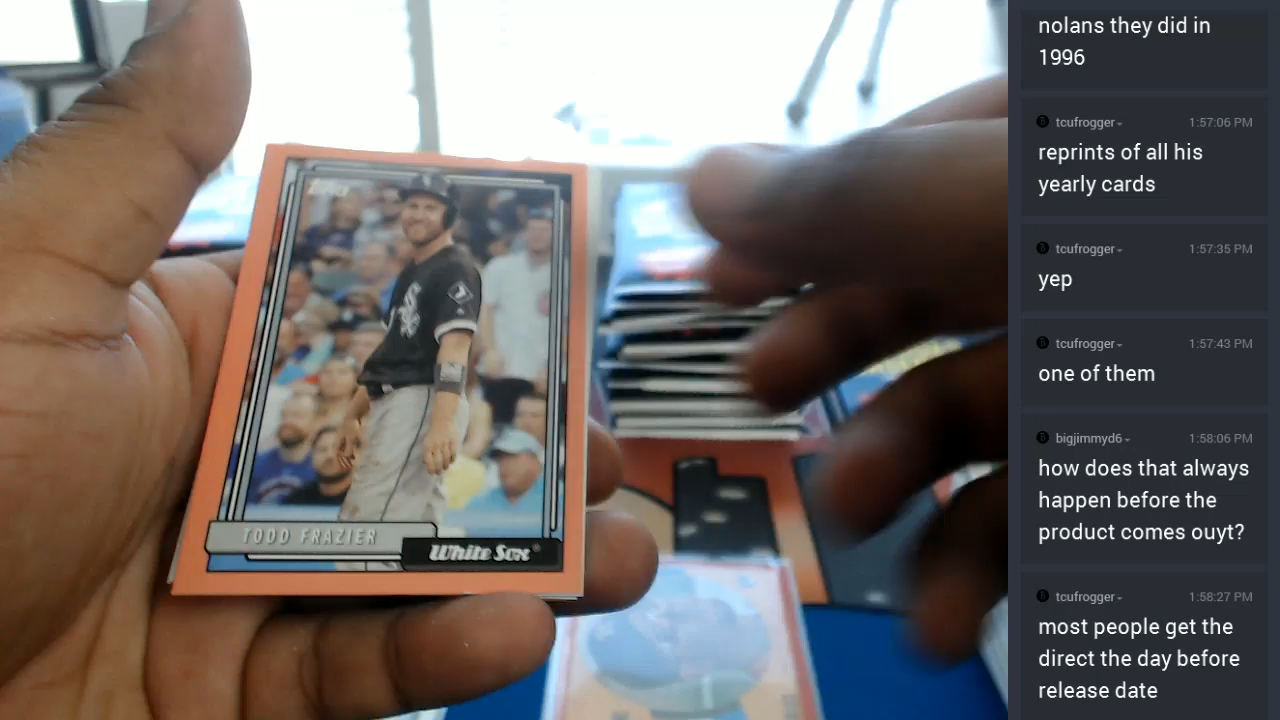 Topps
TODD FRAZIER
White Sox
nolans they did in
1996
tcufrogger
1:57:06 PM
reprints of all his
yearly cards
tcufrogger
1:57:35 PM
yep
tcufrogger
1:57:43 PM
one of them
bigjimmyd6
1:58:06 PM
how does that always
happen before the
product comes ouyt?
tcufrogger
1:58:27 PM
most people get the
direct the day before
release date